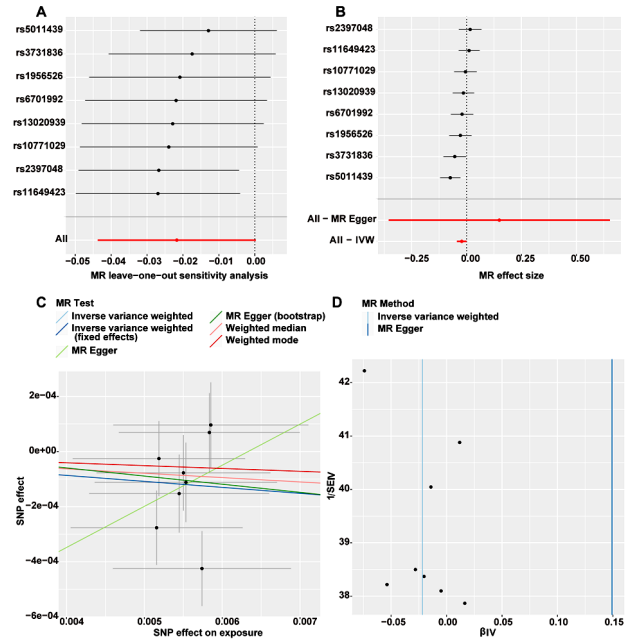 A
rs5011439
rs3731836
rs1956526
rs6701992
rs13020939
rs10771029
rs2397048
rs11649423
All
−0.05 −0.04 −0.03 −0.02 −0.01 0.00
MR leave−one−out sensitivity analysis
B
rs2397048
rs11649423
rs10771029
rs13020939
rs6701992
rs1956526
rs3731836
rs5011439
All − MR Egger
All − IVW
−0.25 0.00 0.25 0.50
MR effect size
C
MR Test
Inverse variance weighted
Inverse variance weighted
(fixed effects)
MR Egger
MR Egger (bootstrap)
Weighted median
Weighted mode
2e−04
0e+00
−2e−04
−4e−04
−6e−04
SNP effect
0.004 0.005 0.006 0.007
SNP effect on exposure
D
MR Method
Inverse variance weighted
MR Egger
42
41
40
39
38
1/SEIV
−0.05 0.00 0.05 0.10 0.15
βIV